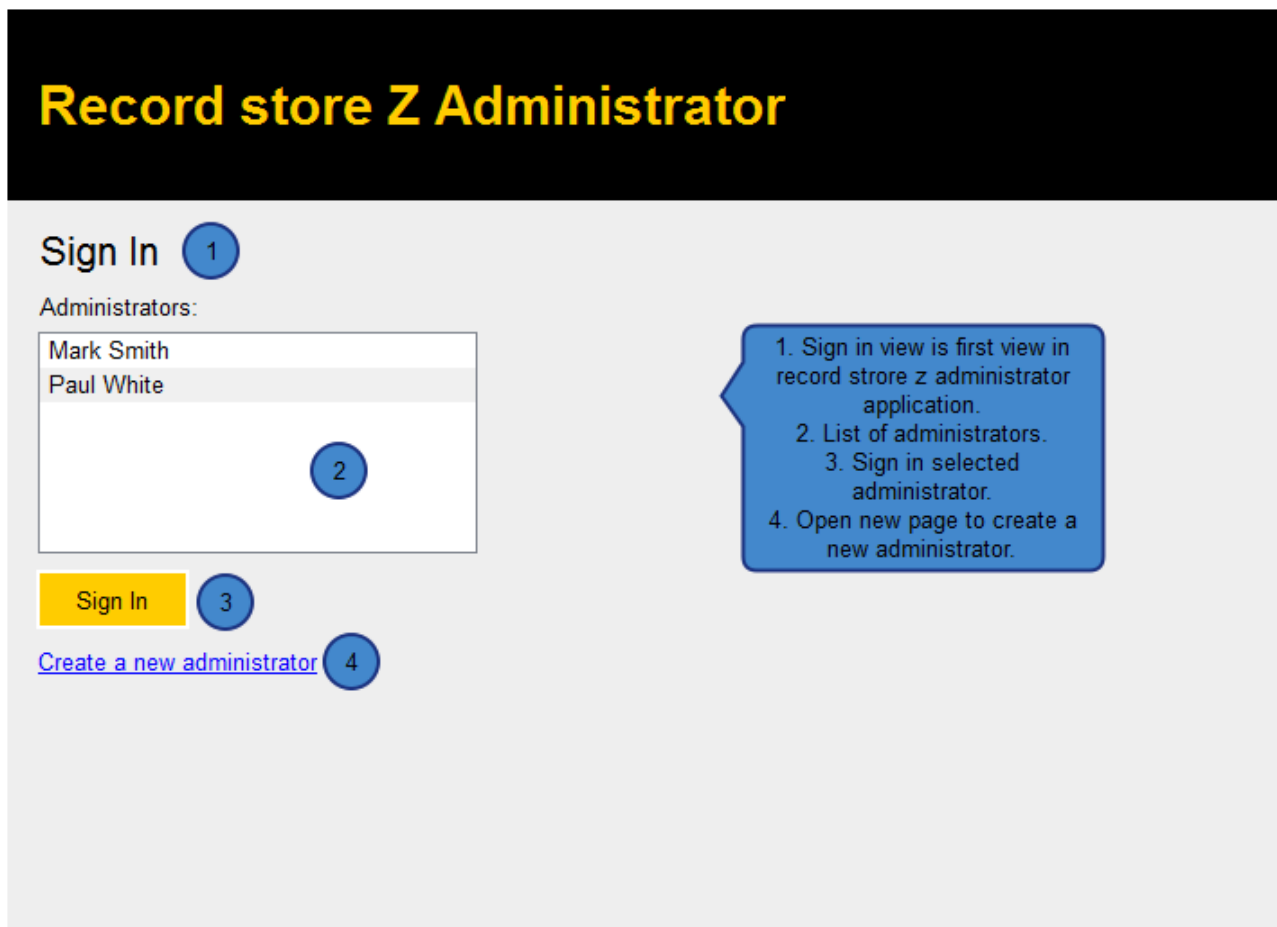 Record store Z Administrator
Sign In
1
Administrators:
Mark Smith
Paul White
2
Sign In
3
Create a new administrator
4
1. Sign in view is first view in
record strore z administrator
application.
2. List of administrators.
3. Sign in selected
administrator.
4. Open new page to create a
new administrator.